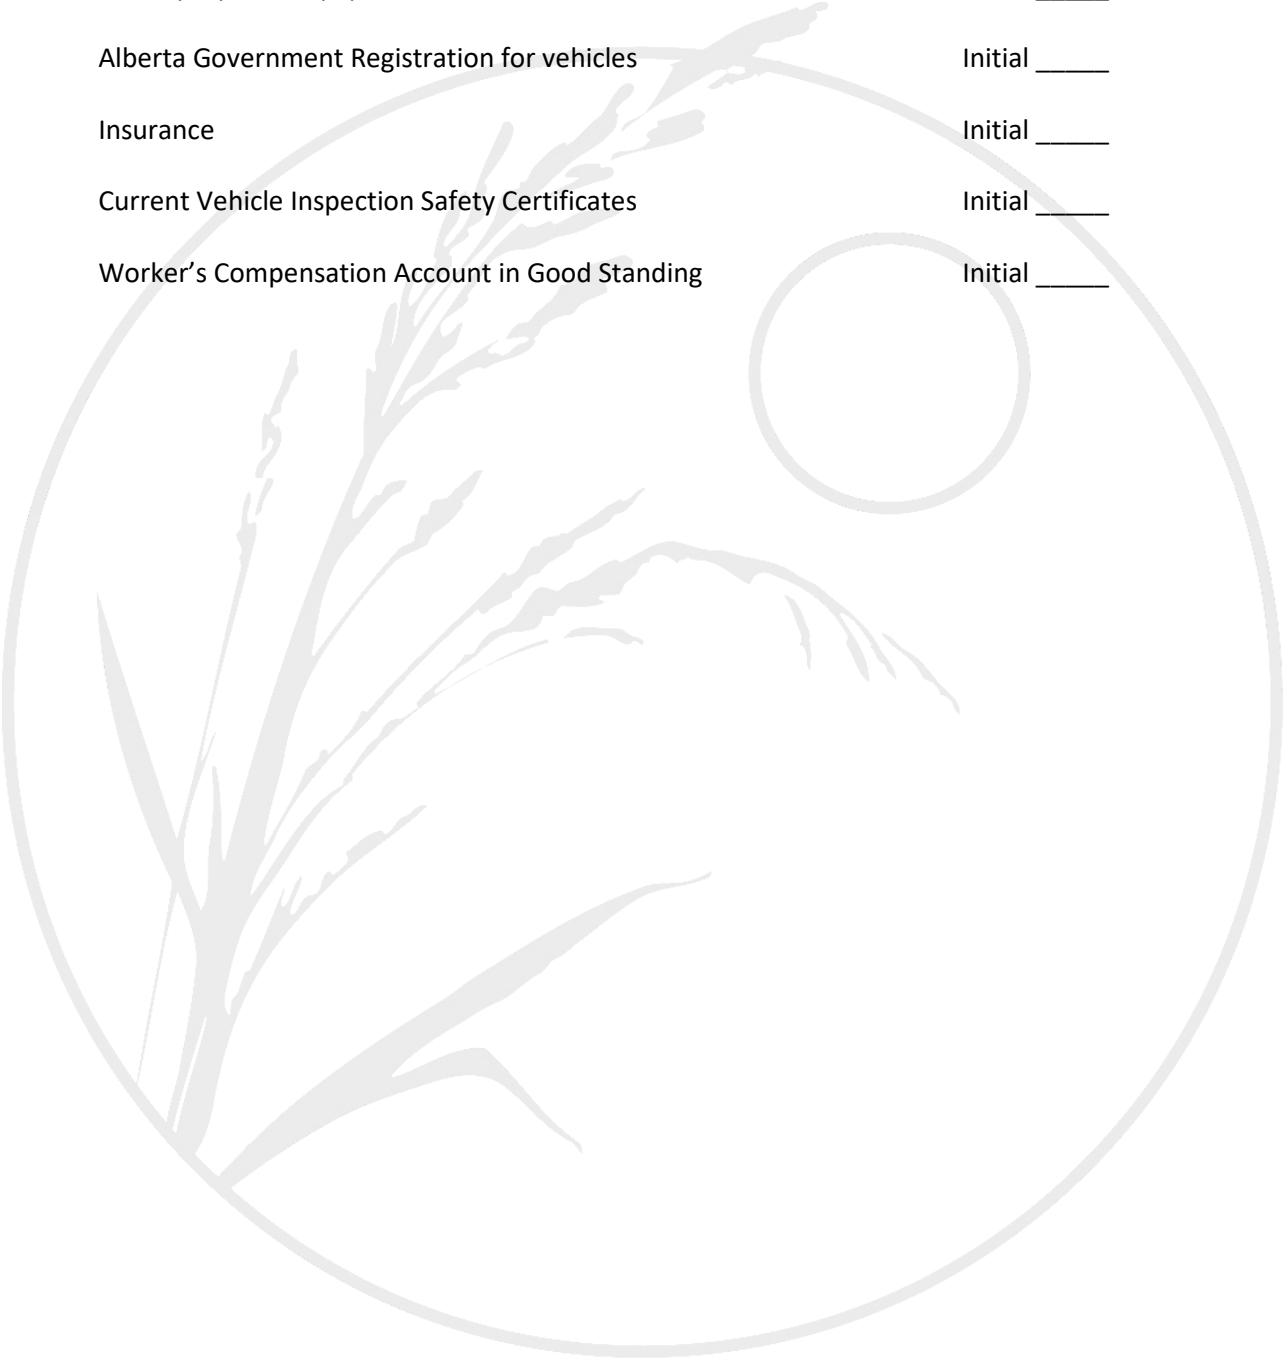 Alberta Government Registration for vehicles Initial _____
Insurance Initial _____
Current Vehicle Inspection Safety Certificates Initial _____
Worker’s Compensation Account in Good Standing Initial _____